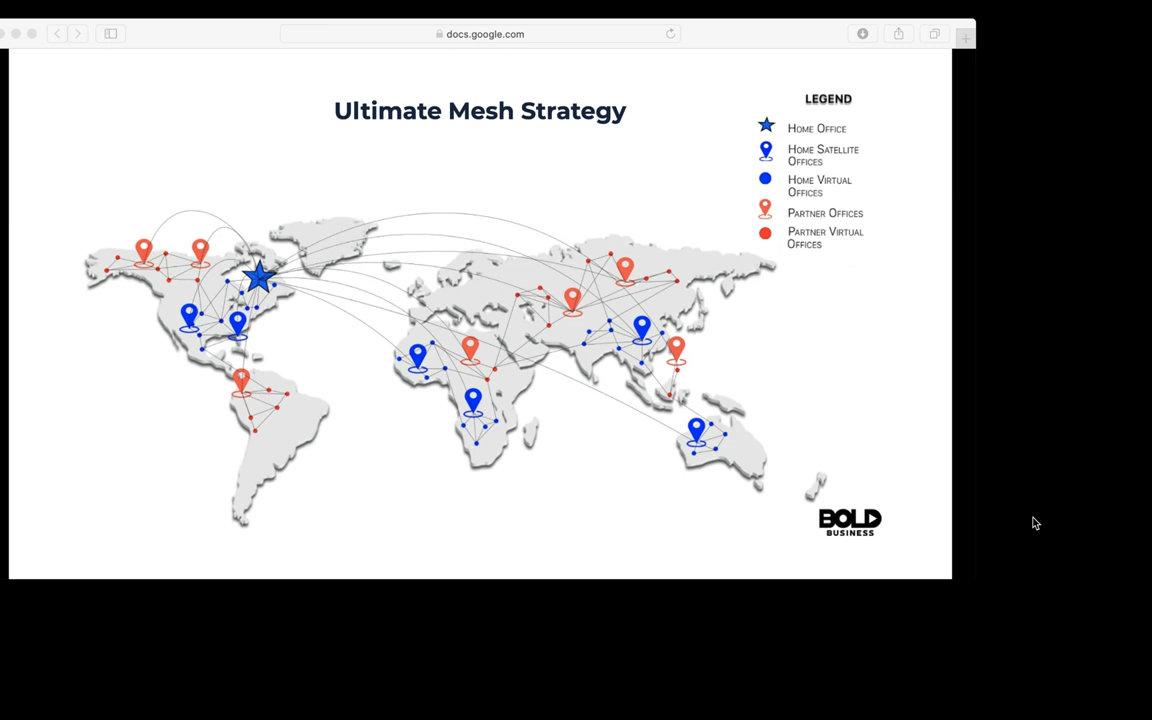 docs.google.com
Ultimate Mesh Strategy
LEGEND
Home Office
Home Satellite
Offices
Home Virtual
Offices
Partner Offices
Partner Virtual
Offices
BOLD
BUSINESS